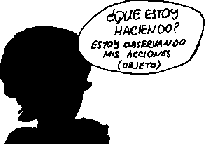 ¿QUE ESTOY
HACIENDO?
ESTOY OBSERVANDO
MIS ACCIONES
(OBJETO)